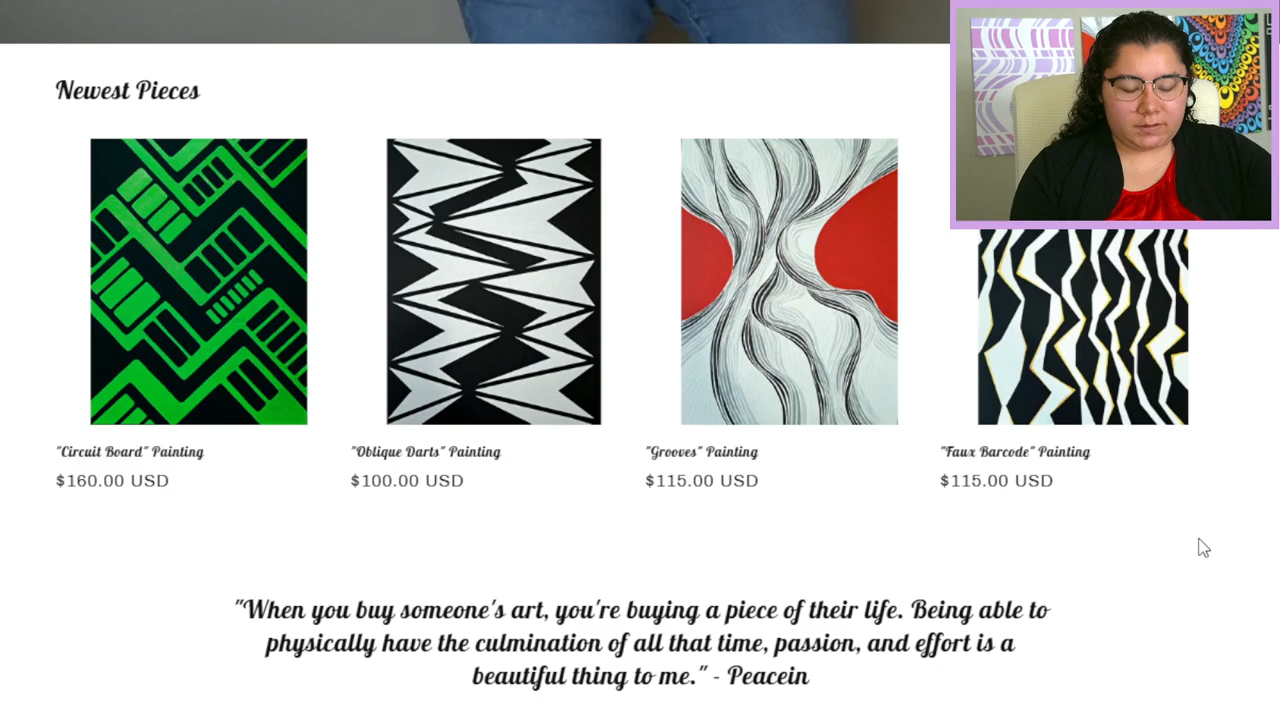 Newest Pieces
"Circuit Board" Painting
$160.00 USD
"Oblique Darts" Painting
$100.00 USD
"Grooves" Painting
$115.00 USD
"Faux Barcode" Painting
$115.00 USD
"When you buy someone's art, you're buying a piece of their life. Being able to
physically have the culmination of all that time, passion, and effort is a
beautiful thing to me." - Peacein